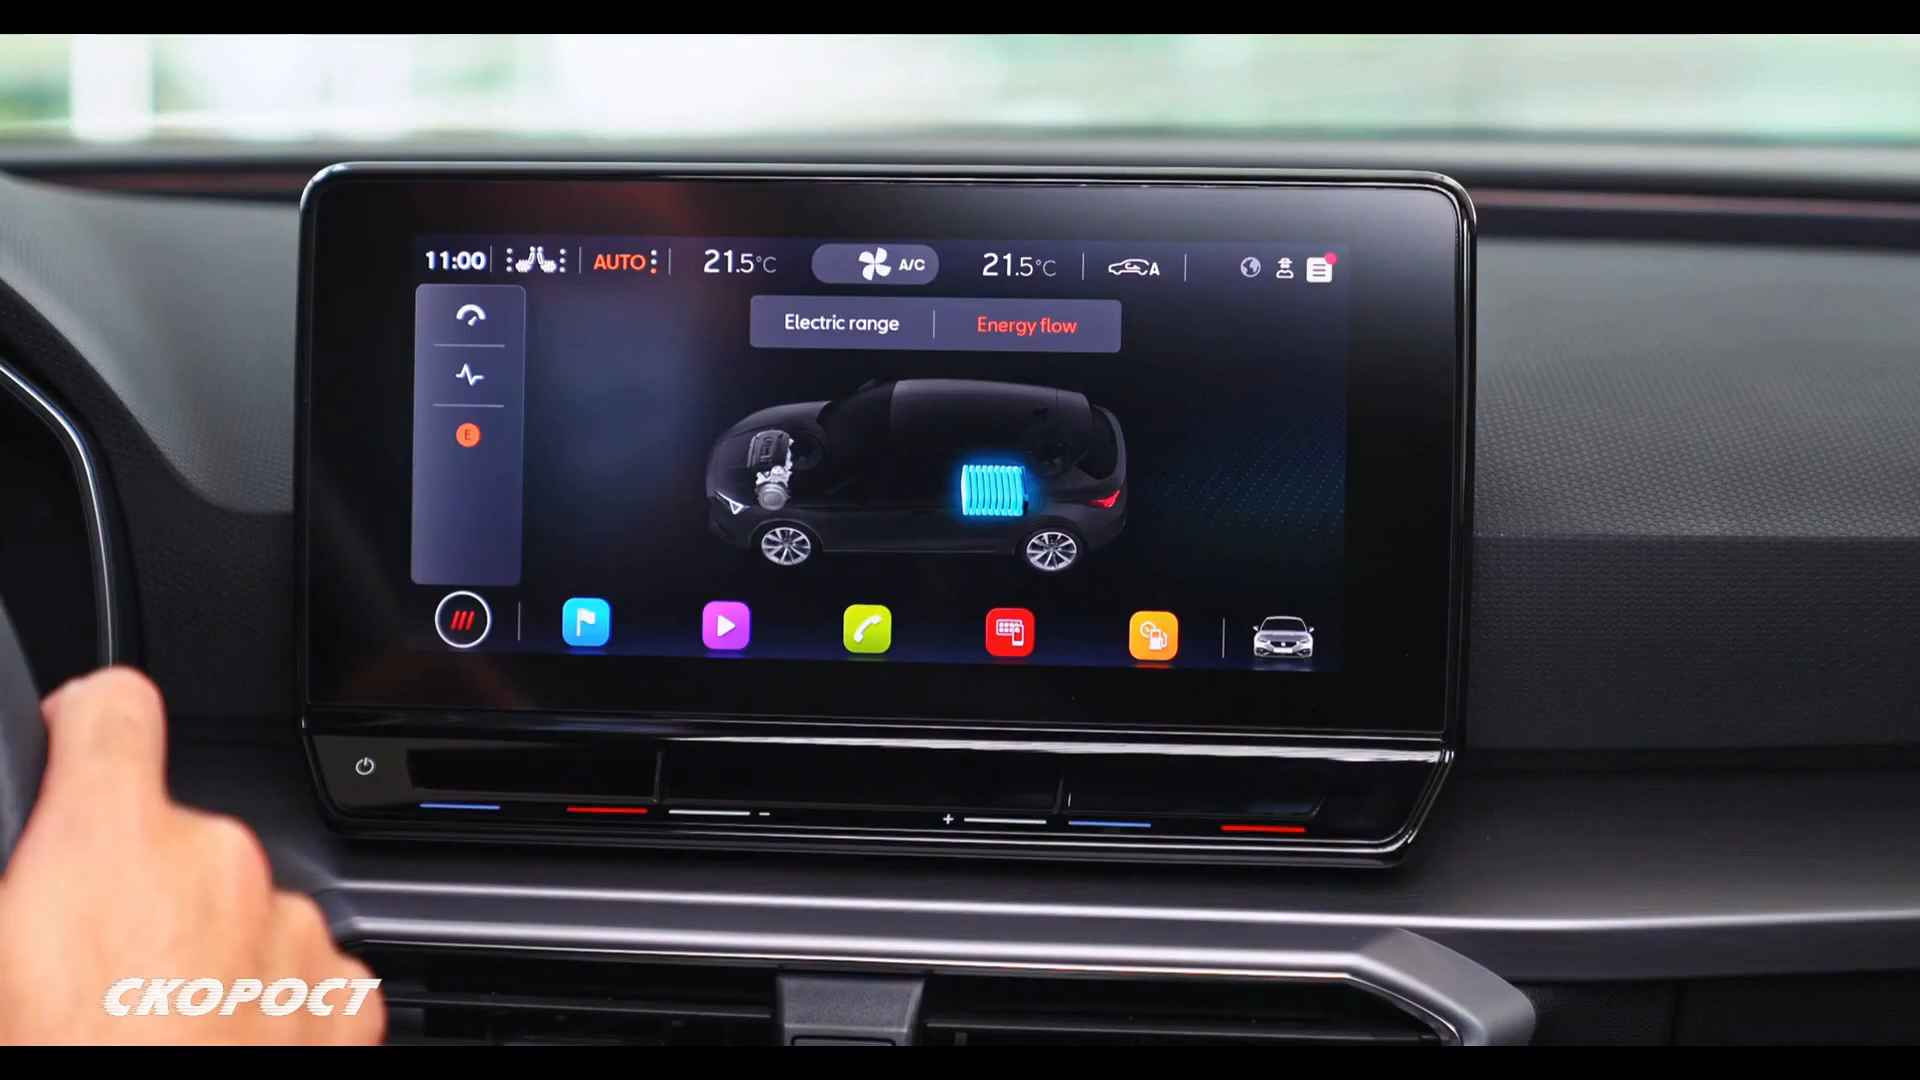 11:00 AUTO 21.5°C A/C 21.5°C A
Electric range Energy flow
E
- +
СКОРОСТ